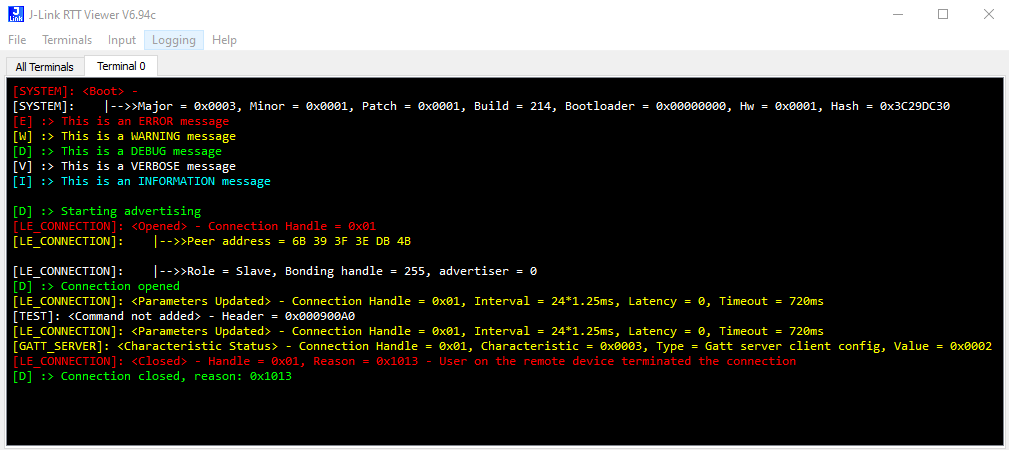 J-Link RTT Viewer V6.94c
File Terminals Input Logging Help
All Terminals Terminal 0
[SYSTEM]: <Boot> -
[SYSTEM]: |-->>Major = 0x0003, Minor = 0x0001, Patch = 0x0001, Build = 214, Bootloader = 0x00000000, Hw = 0x0001, Hash = 0x3C29DC30
[E] :> This is an ERROR message
[W] :> This is a WARNING message
[D] :> This is a DEBUG message
[V] :> This is a VERBOSE message
[I] :> This is an INFORMATION message
[D] :> Starting advertising
[LE_CONNECTION]: <Opened> - Connection Handle = 0x01
[LE_CONNECTION]: |-->>Peer address = 6B 39 3F 3E DB 4B
[LE_CONNECTION]: |-->>Role = Slave, Bonding handle = 255, advertiser = 0
[D] :> Connection opened
[LE_CONNECTION]: <Parameters Updated> - Connection Handle = 0x01, Interval = 24*1.25ms, Latency = 0, Timeout = 720ms
[TEST]: <Command not added> - Header = 0x000900A0
[LE_CONNECTION]: <Parameters Updated> - Connection Handle = 0x01, Interval = 24*1.25ms, Latency = 0, Timeout = 720ms
[GATT_SERVER]: <Characteristic Status> - Connection Handle = 0x01, Characteristic = 0x0003, Type = Gatt server client config, Value = 0x0002
[LE_CONNECTION]: <Closed> - Handle = 0x01, Reason = 0x1013 - User on the remote device terminated the connection
[D] :> Connection closed, reason: 0x1013